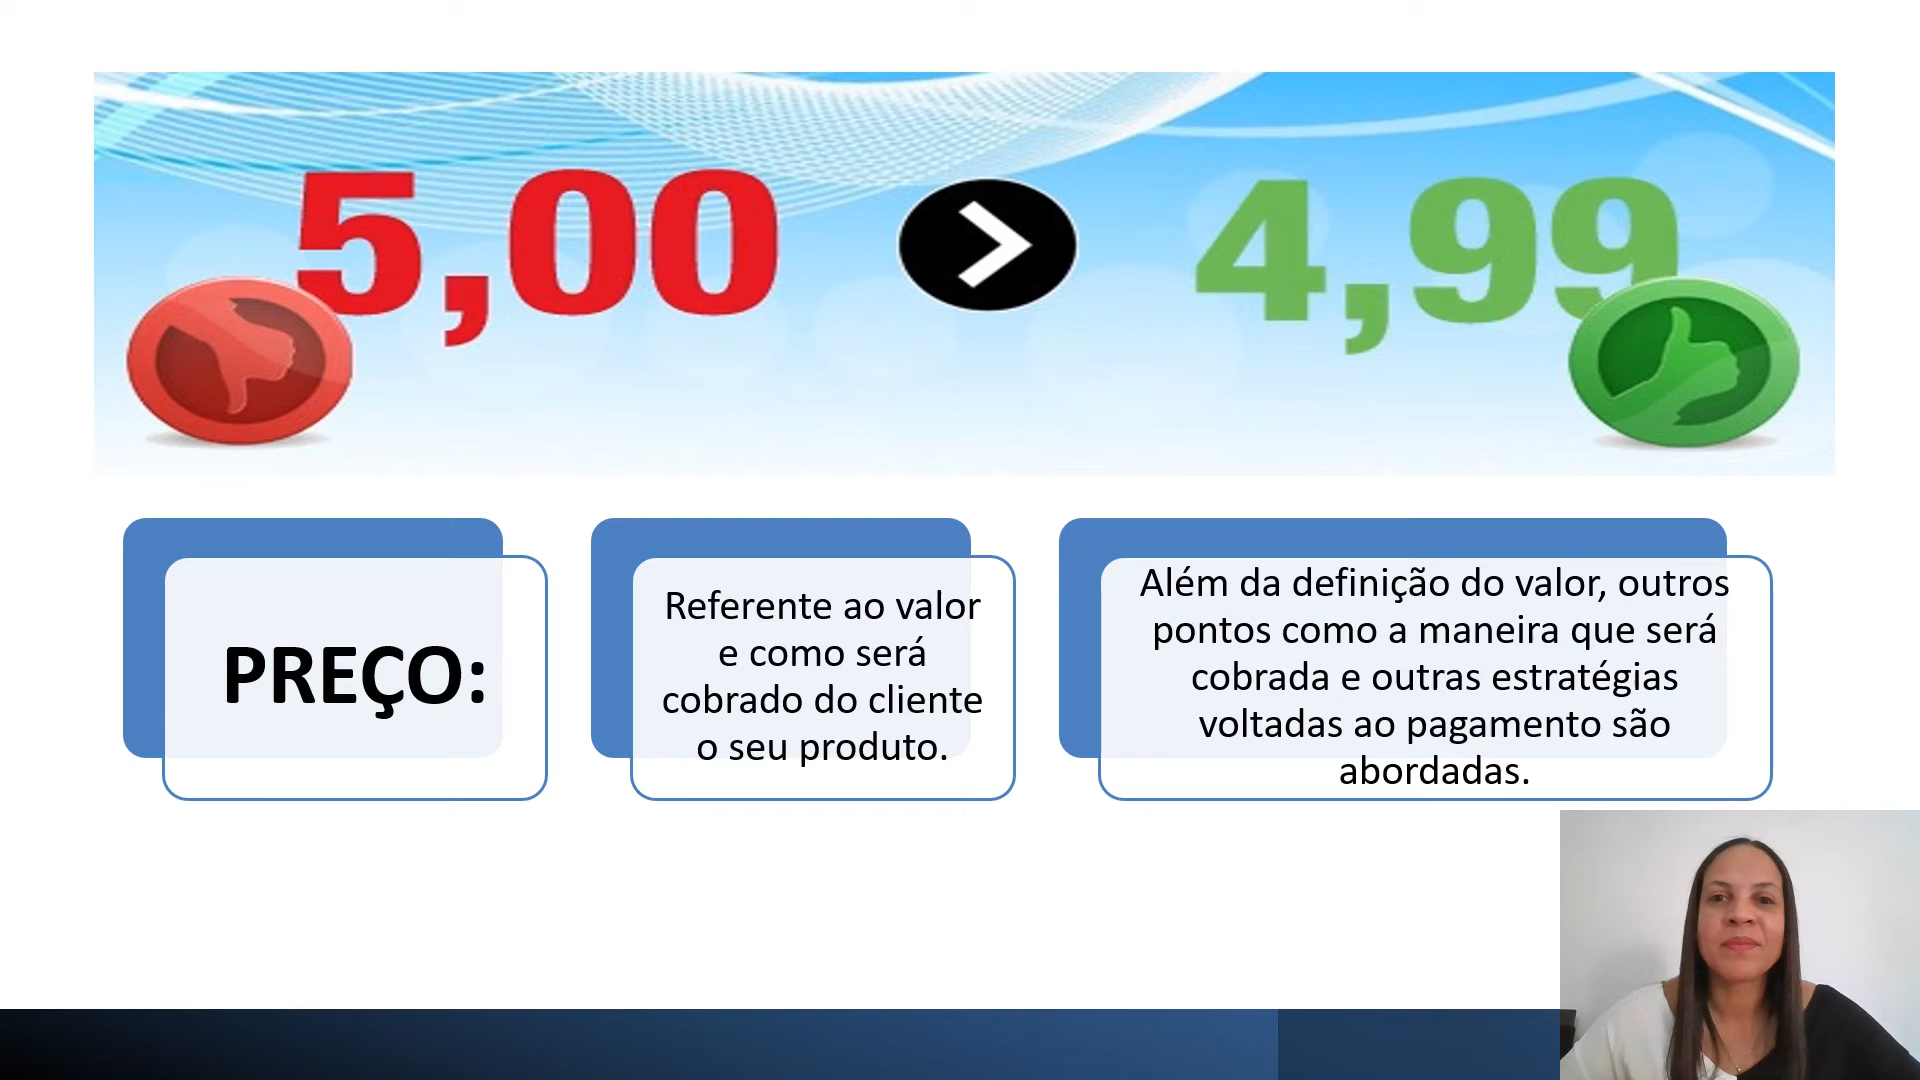 5,00 > 4,99
PREÇO:
Referente ao valor
e como será
cobrado do cliente
o seu produto.
Além da definição do valor, outros
pontos como a maneira que será
cobrada e outras estratégias
voltadas ao pagamento são
abordadas.